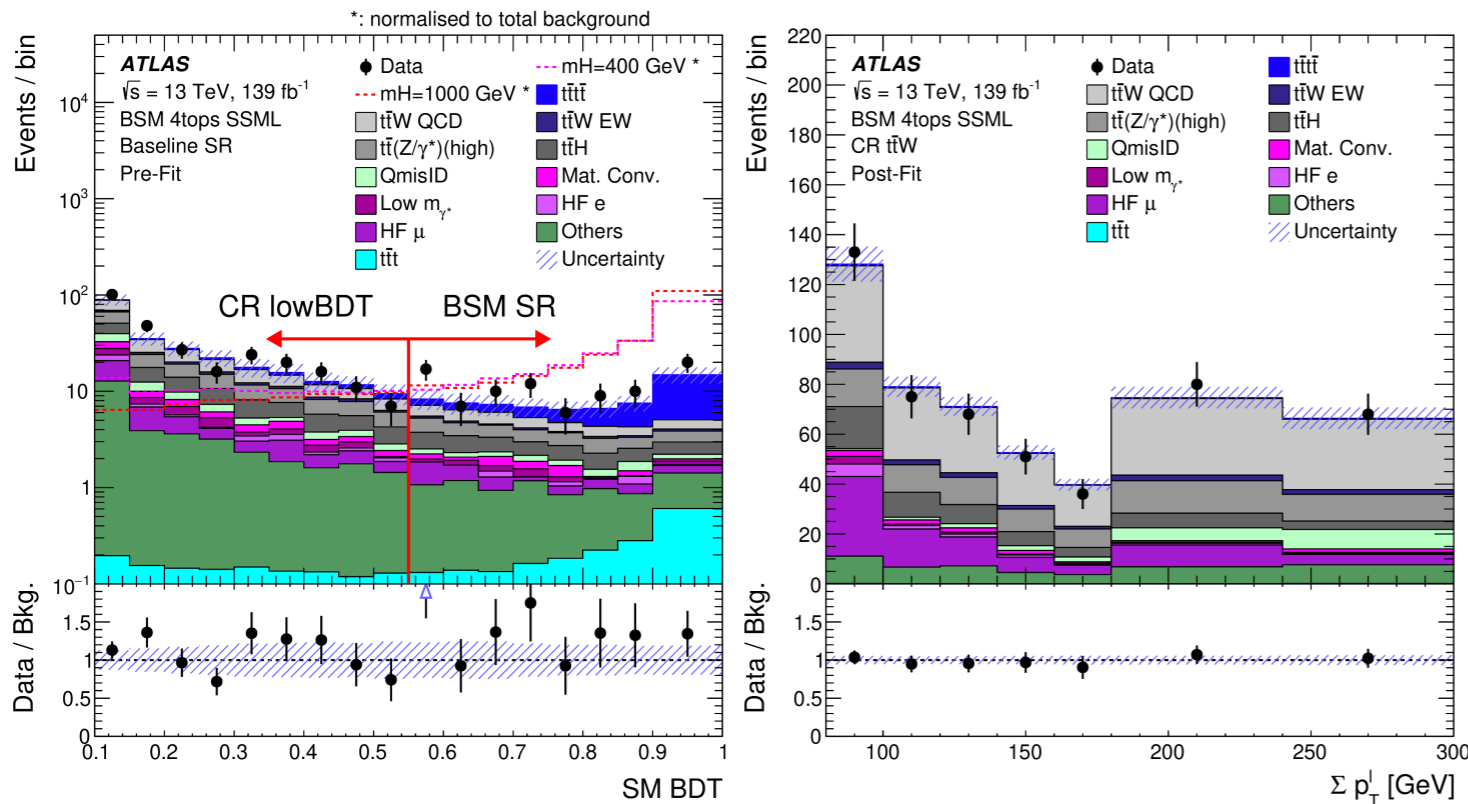 *: normalised to total background
Events / bin
ATLAS
√s = 13 TeV, 139 fb⁻¹
BSM 4tops SSML
Baseline SR
Pre-Fit
Data
mH=1000 GeV *
tt̄W QCD
tt̄(Z/γ*)(high)
QmisID
Low m_γ*
HF μ
tt̄t
mH=400 GeV *
tt̄tt̄
tt̄W EW
tt̄H
Mat. Conv.
HF e
Others
Uncertainty
CR lowBDT
BSM SR
10⁴
10³
10²
10
1
10⁻¹
Data / Bkg.
1.5
1
0.5
0
0.1 0.2 0.3 0.4 0.5 0.6 0.7 0.8 0.9 1
SM BDT
Events / bin
220
200
180
160
140
120
100
80
60
40
20
0
ATLAS
√s = 13 TeV, 139 fb⁻¹
BSM 4tops SSML
CR tt̄W
Post-Fit
Data
tt̄W QCD
tt̄(Z/γ*)(high)
QmisID
Low m_γ*
HF μ
tt̄t
tt̄tt̄
tt̄W EW
tt̄H
Mat. Conv.
HF e
Others
Uncertainty
Data / Bkg.
1.5
1
0.5
0
100 150 200 250 300
Σ p_T^l [GeV]